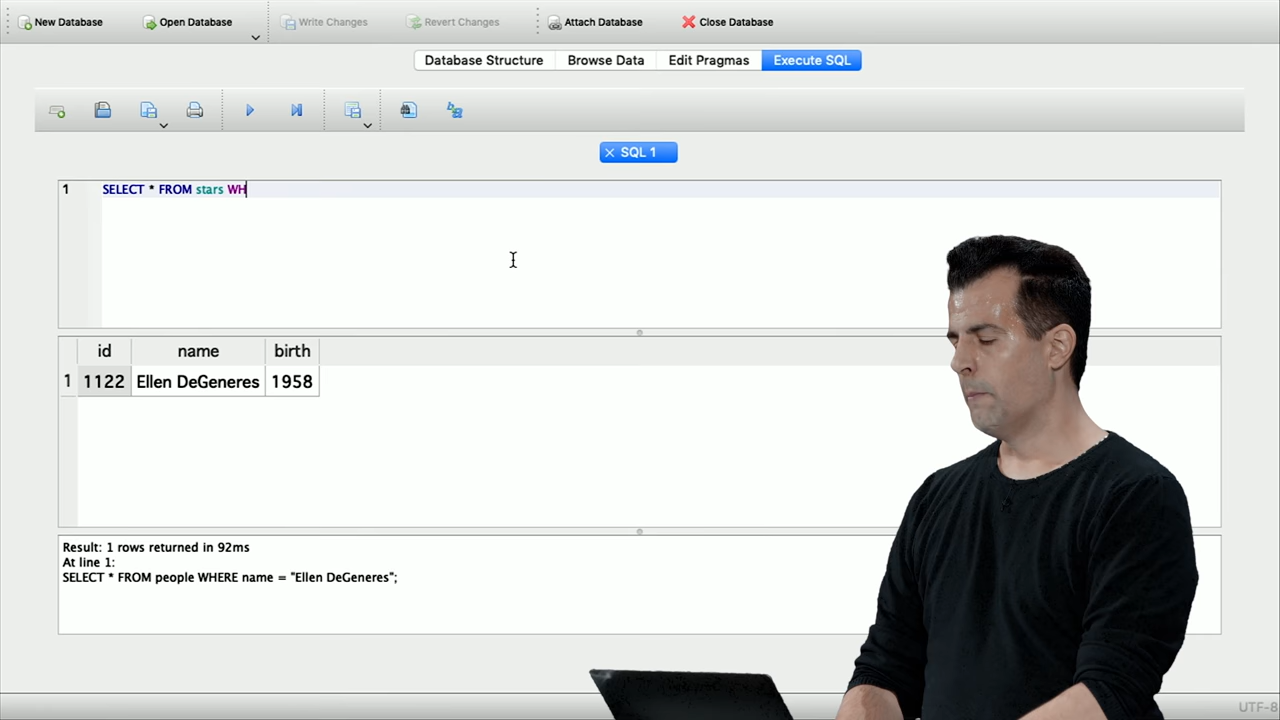 New Database Open Database Write Changes Revert Changes Attach Database Close Database
Database Structure Browse Data Edit Pragmas Execute SQL
SQL 1
1 SELECT * FROM stars WH
id name birth
1 1122 Ellen DeGeneres 1958
Result: 1 rows returned in 92ms
At line 1:
SELECT * FROM people WHERE name = "Ellen DeGeneres";
UTF-8